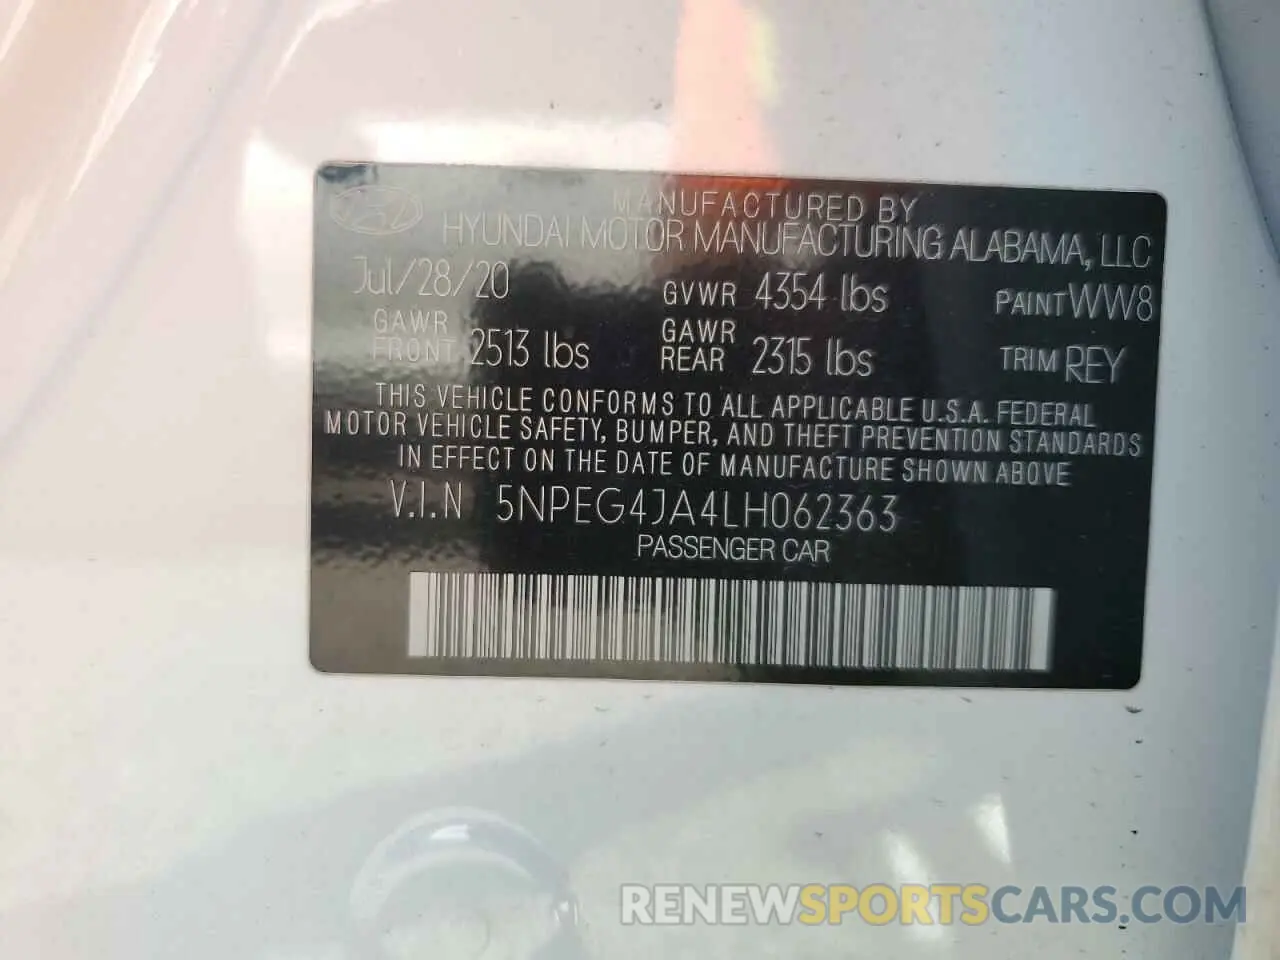 MANUFACTURED BY
HYUNDAI MOTOR MANUFACTURING ALABAMA, LLC
Jul/28/20 GVWR 4354 lbs PAINT WW8
GAWR FRONT 2513 lbs GAWR REAR 2315 lbs TRIM REY
THIS VEHICLE CONFORMS TO ALL APPLICABLE U.S.A. FEDERAL
MOTOR VEHICLE SAFETY, BUMPER, AND THEFT PREVENTION STANDARDS
IN EFFECT ON THE DATE OF MANUFACTURE SHOWN ABOVE
V.I.N 5NPEG4JA4LH062363
PASSENGER CAR
RENEWSPORTSCARS.COM